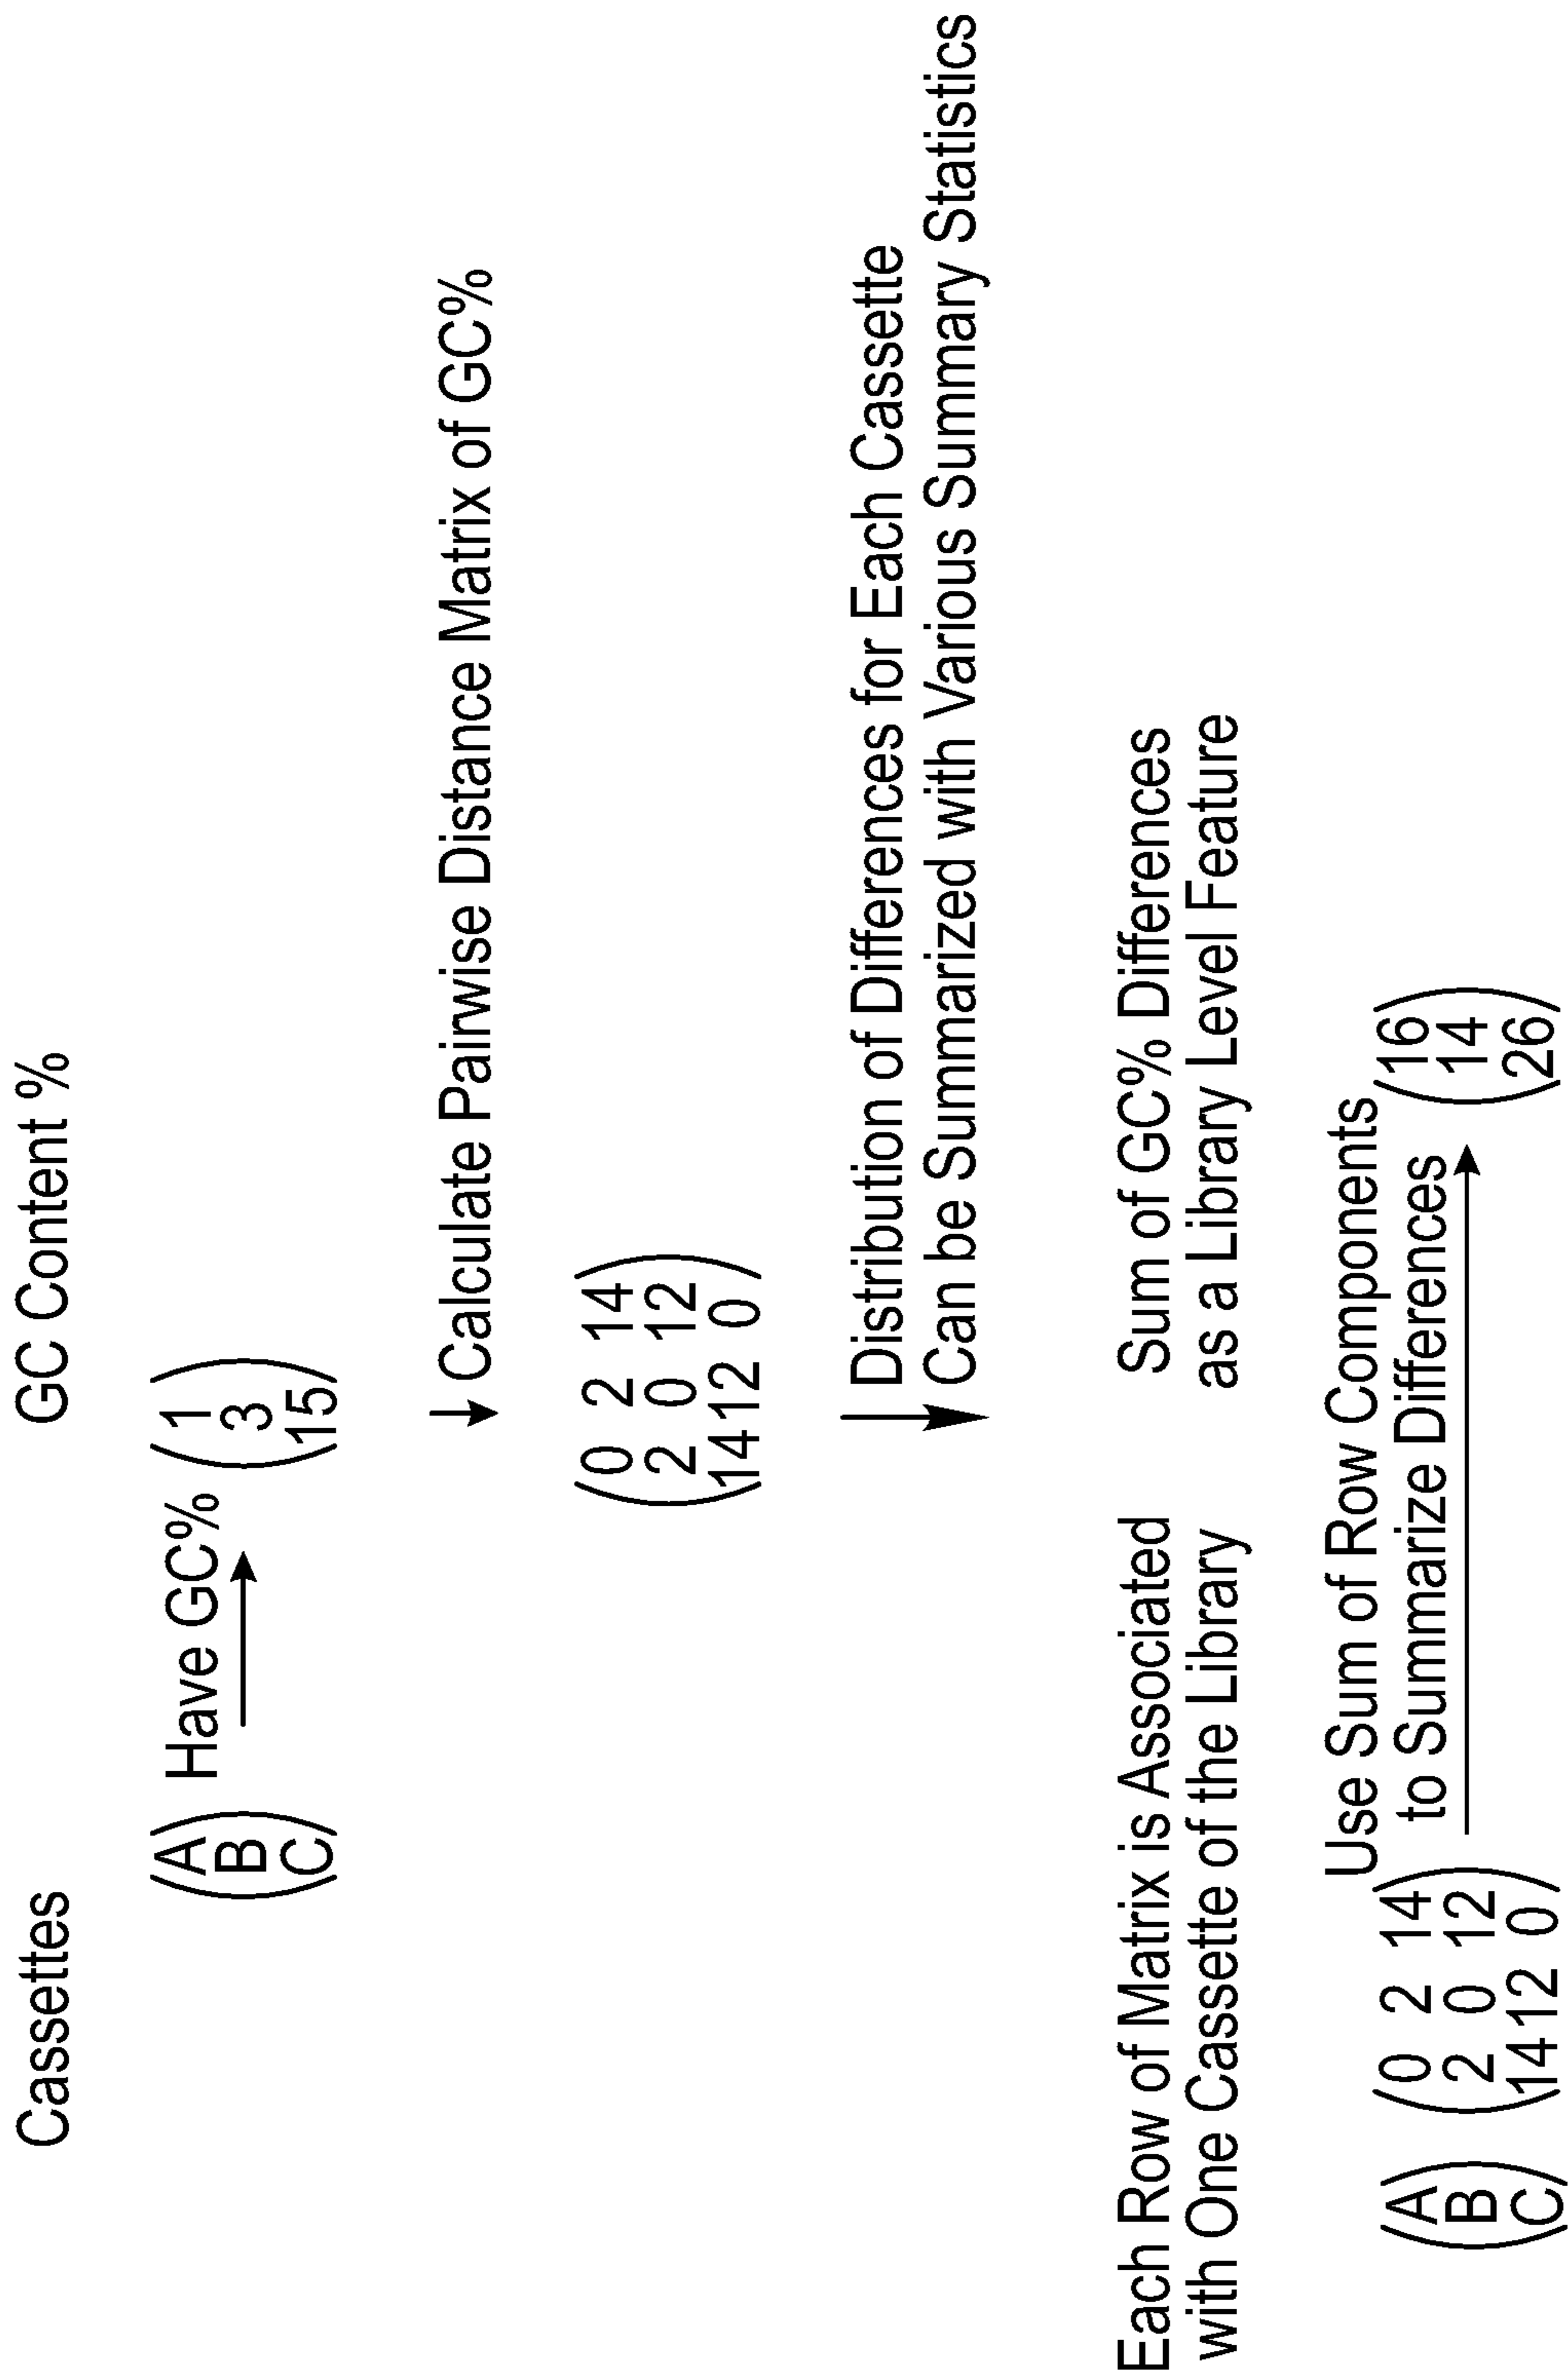 Cassettes GC Content %
(A) Have GC% (1)
(B) (3)
(C) (15)
Calculate Pairwise Distance Matrix of GC%
(0 2 14)
(2 0 12)
(14 12 0)
Distribution of Differences for Each Cassette
Can be Summarized with Various Summary Statistics
Each Row of Matrix is Associated
with One Cassette of the Library
Sum of GC% Differences
as a Library Level Feature
Use Sum of Row Components
to Summarize Differences
(A) (0 2 14) (16)
(B) (2 0 12) (14)
(C) (14 12 0) (26)